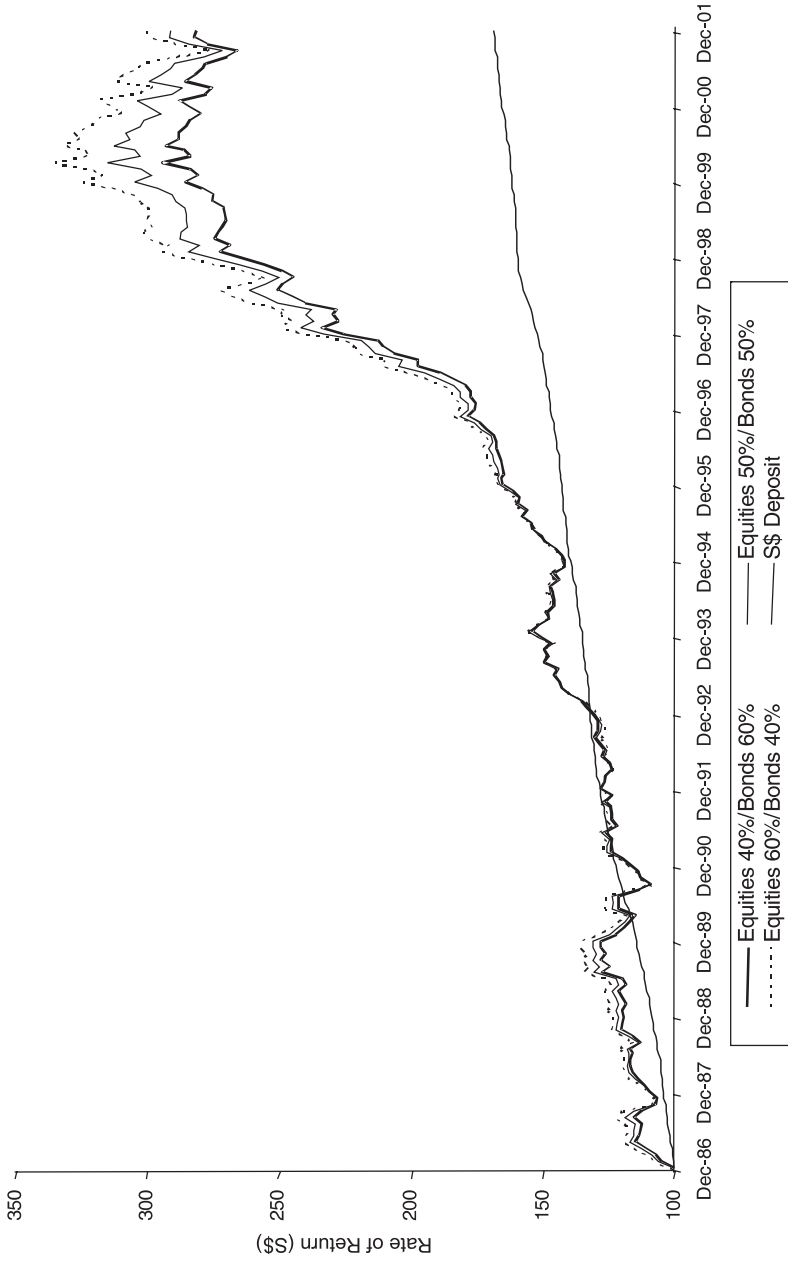 350
300
250
200
150
100
Rate of Return (S$)
Dec-86
Dec-87
Dec-88
Dec-89
Dec-90
Dec-91
Dec-92
Dec-93
Dec-94
Dec-95
Dec-96
Dec-97
Dec-98
Dec-99
Dec-00
Dec-01
Equities 40%/Bonds 60%
Equities 50%/Bonds 50%
Equities 60%/Bonds 40%
S$ Deposit